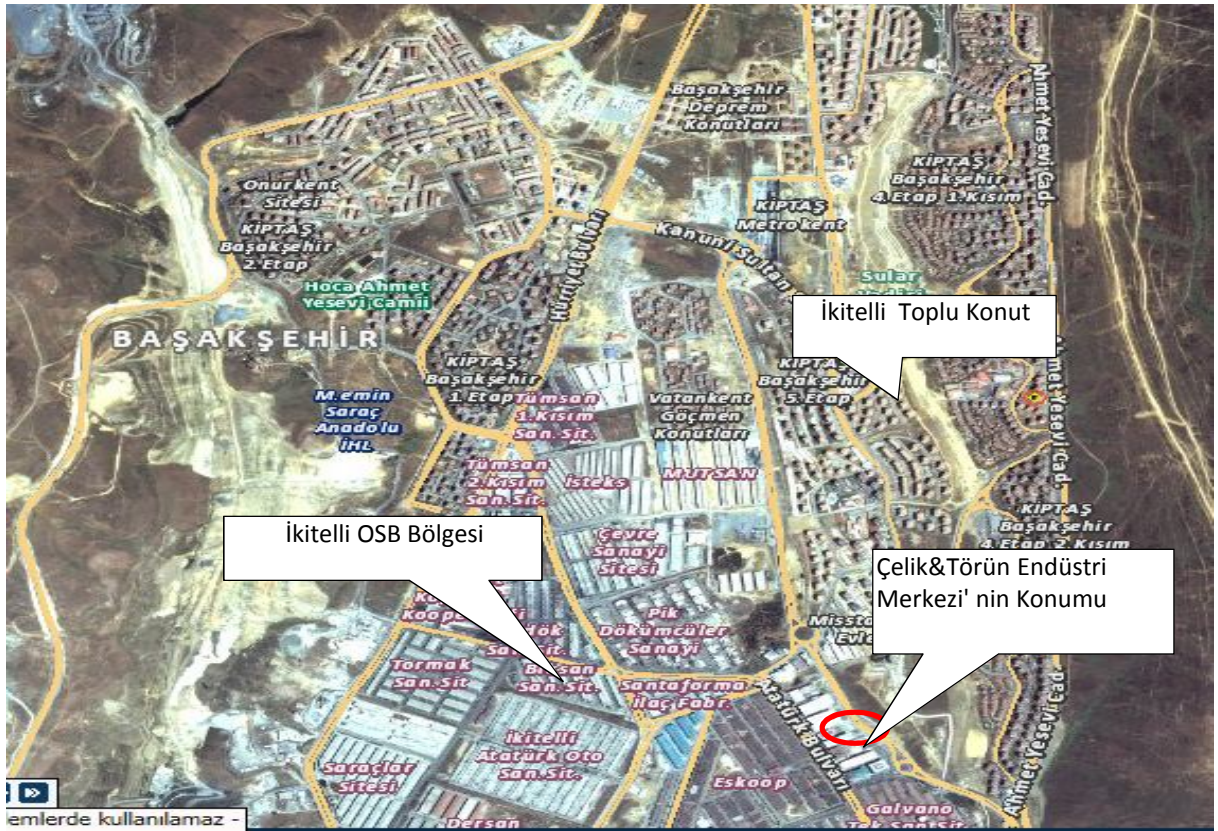 Başakşehir
Deprem
Konutları
Ahmet Yesevi Cad.
KİPTAŞ
Başakşehir
4.Etap 1.Kısım
Onurkent
Sitesi
KİPTAŞ
Başakşehir
2.Etap
KİPTAŞ
Metrokent
Hürriyet Bulvarı
Kanuni Sultan
Hoca Ahmet
Yesevi Camii
Sular
İkitelli Toplu Konut
BAŞAKŞEHİR
KİPTAŞ
Başakşehir
1.Etap
KİPTAŞ
Başakşehir
5.Etap
Ahmet Yesevi Cad.
M.emin
Saraç
Anadolu
İHL
Tümsan
1.Kısım
San.Sit.
Vatankent
Göçmen
Konutları
Tümsan
2.Kısım
San.Sit.
İsteks
MUTSAN
KİPTAŞ
Başakşehir
4.Etap 2.Kısım
İkitelli OSB Bölgesi
Çevre
Sanayi
Sitesi
Çelik&Törün Endüstri
Merkezi' nin Konumu
Pik
Dökümcüler
Sanayi
Tormak
San.Sit
San.Sit.
Santaforma
İlaç Fabr.
Atatürk Bulvarı
İkitelli
Atatürk Oto
San.Sit.
Saraçlar
Sitesi
Eskoop
Ahmet Yesevi Cad.
Galvano
Tek.SantSit.
Dersan
emlerde kullanılamaz -